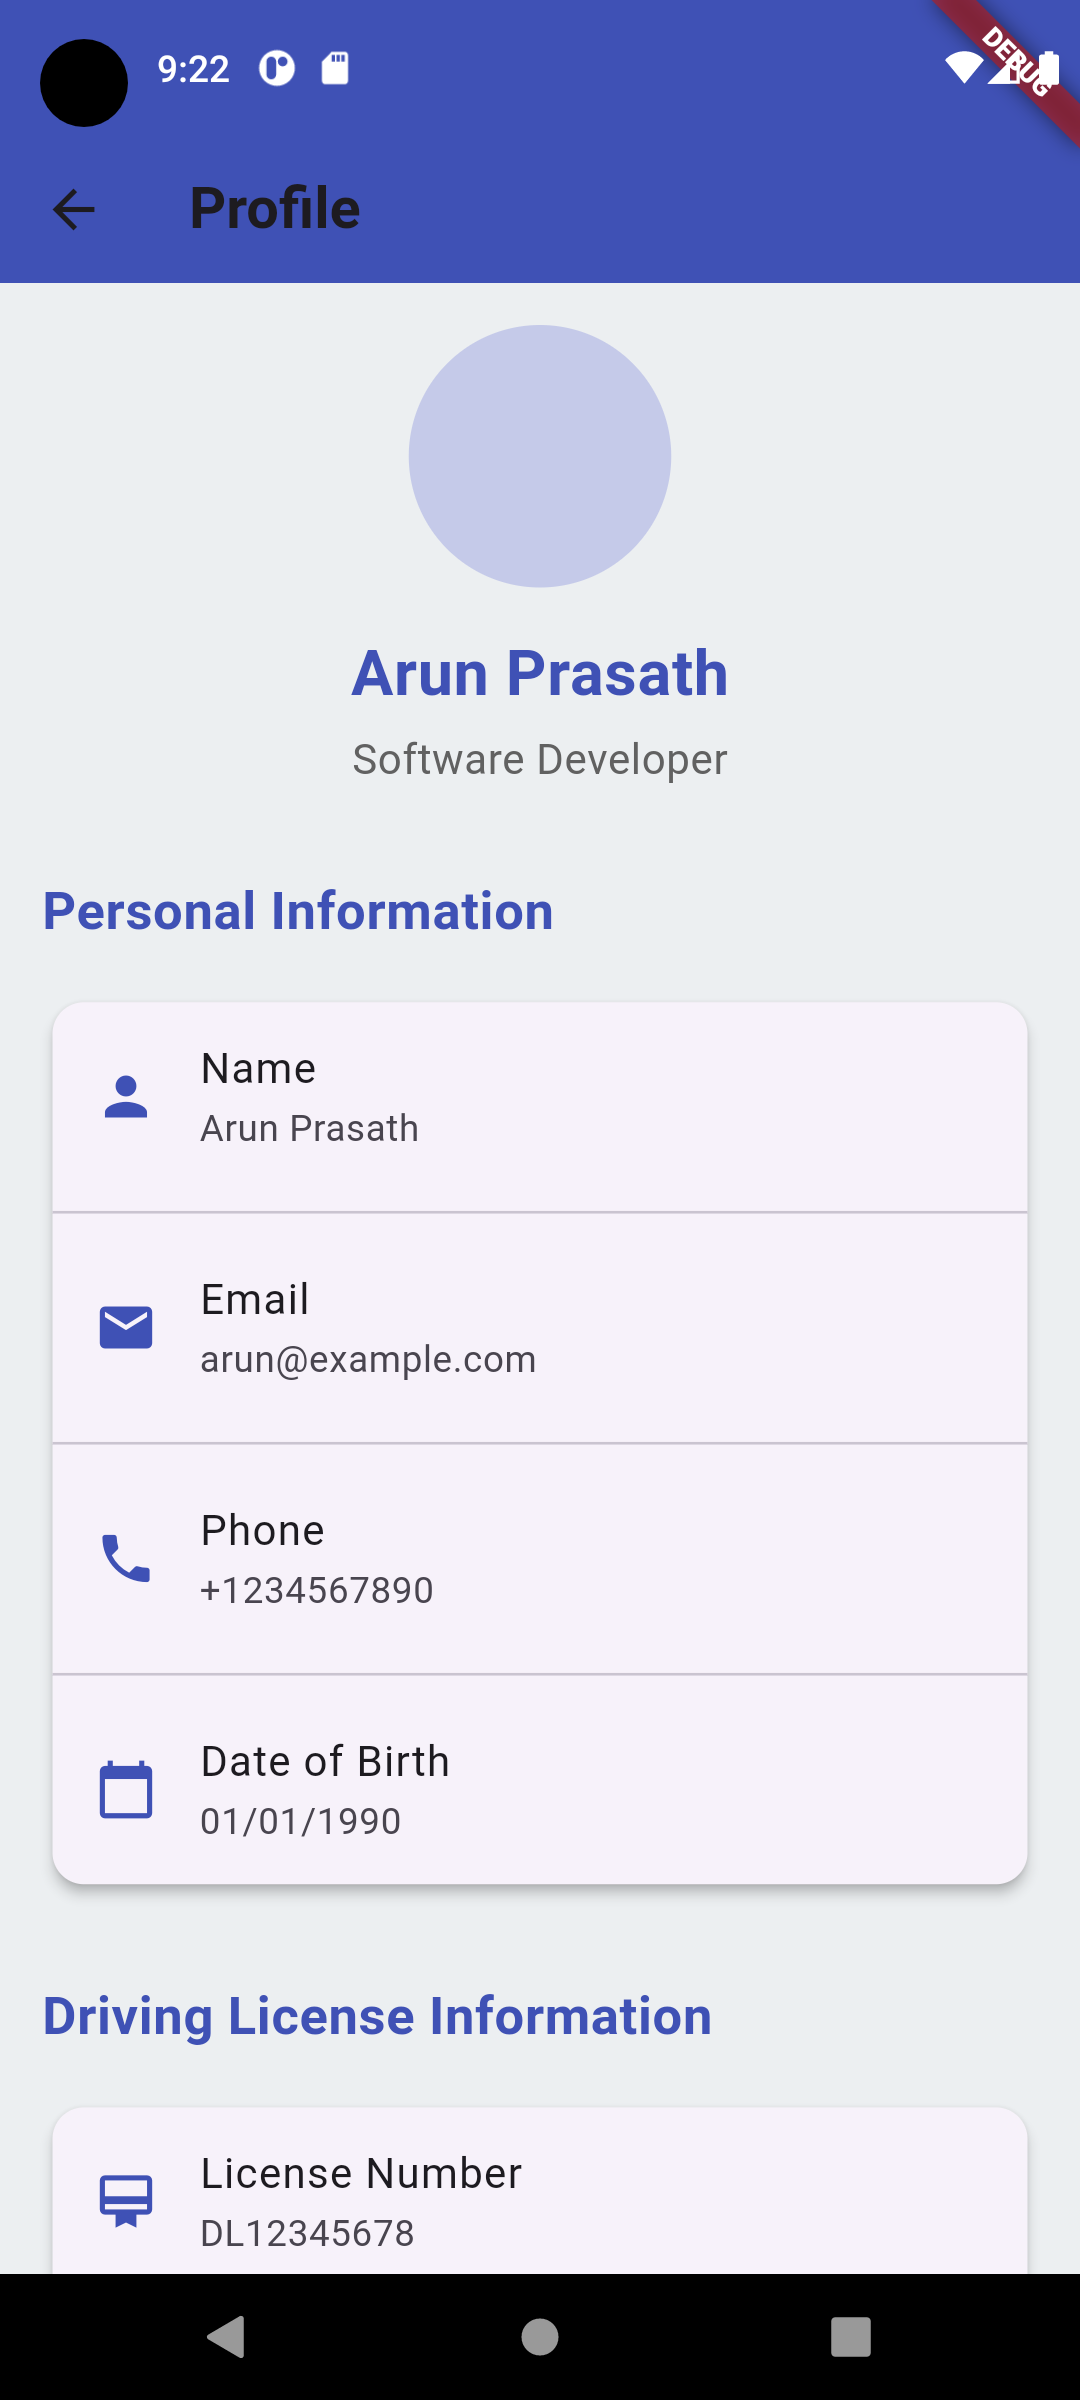 9:22
DEBUG
Profile
Arun Prasath
Software Developer
Personal Information
Name
Arun Prasath
Email
arun@example.com
Phone
+1234567890
Date of Birth
01/01/1990
Driving License Information
License Number
DL12345678